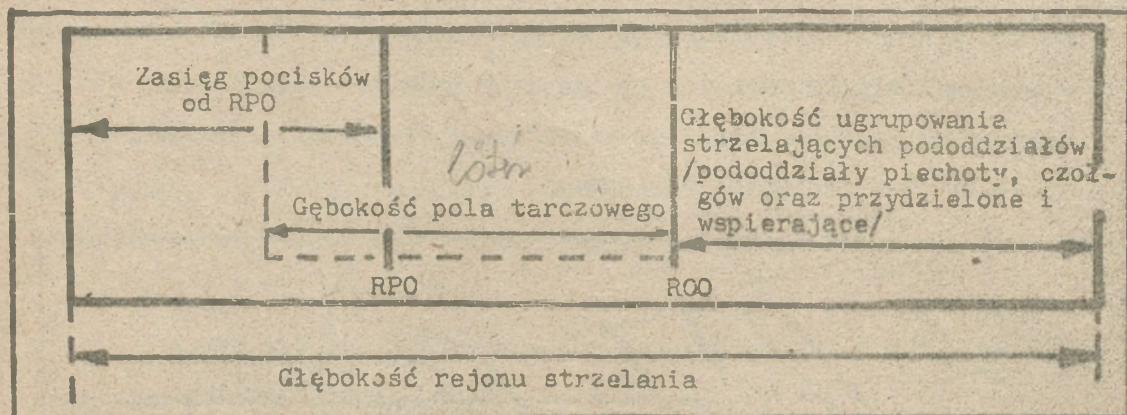 Zasięg pocisków
od RPO
Głębokość ugrupowania
strzelających pododdziałów
/pododdziały piechoty, czoł-
gów oraz przydzielone i
wspierające/
Gębokość pola tarczowego
RPO
RGO
Głębokość rejonu strzelania